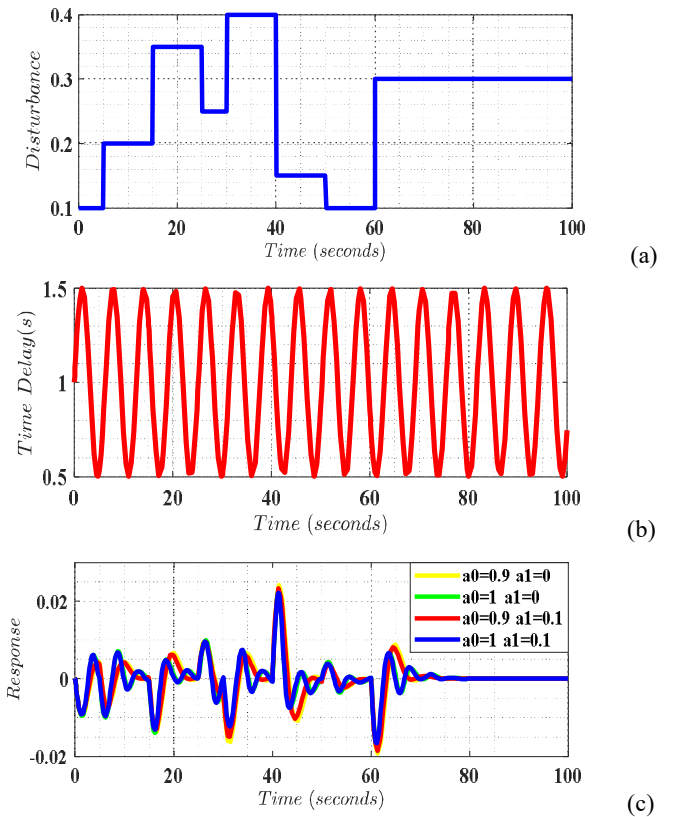 0.4
0.3
0.2
0.1
Disturbance
0 20 40 60 80 100
Time (seconds)
(a)
1.5
1
0.5
Time Delay(s)
0 20 40 60 80 100
Time (seconds)
(b)
0.02
0
-0.02
Response
a0=0.9 a1=0
a0=1 a1=0
a0=0.9 a1=0.1
a0=1 a1=0.1
0 20 40 60 80 100
Time (seconds)
(c)